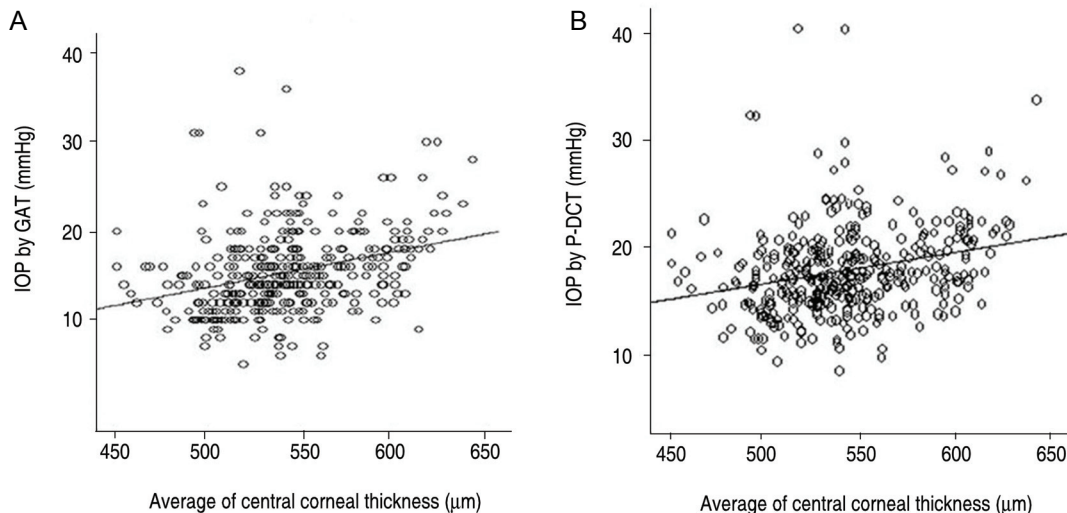 A
IOP by GAT (mmHg)
40
30
20
10
450 500 550 600 650
Average of central corneal thickness (μm)
B
IOP by P-DCT (mmHg)
40
30
20
10
450 500 550 600 650
Average of central corneal thickness (μm)